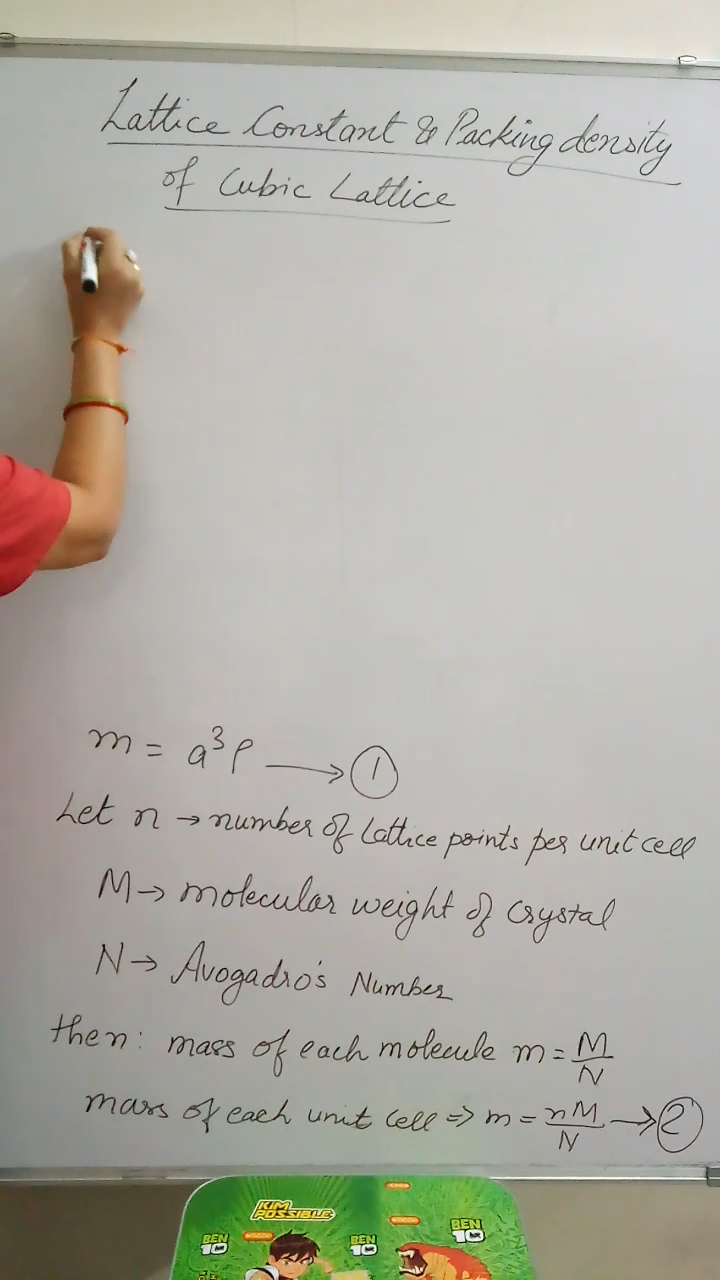 Lattice Constant & Packing density
of Cubic Lattice
m = a³ρ ⟶ ①
Let n → number of Lattice points per unit cell
M → molecular weight of Crystal
N → Avogadro's Number
then: mass of each molecule m = M/N
mass of each unit cell ⇒ m = nM/N ⟶ ②
KIM POSSIBLE
BEN 10
BEN 10
BEN 10